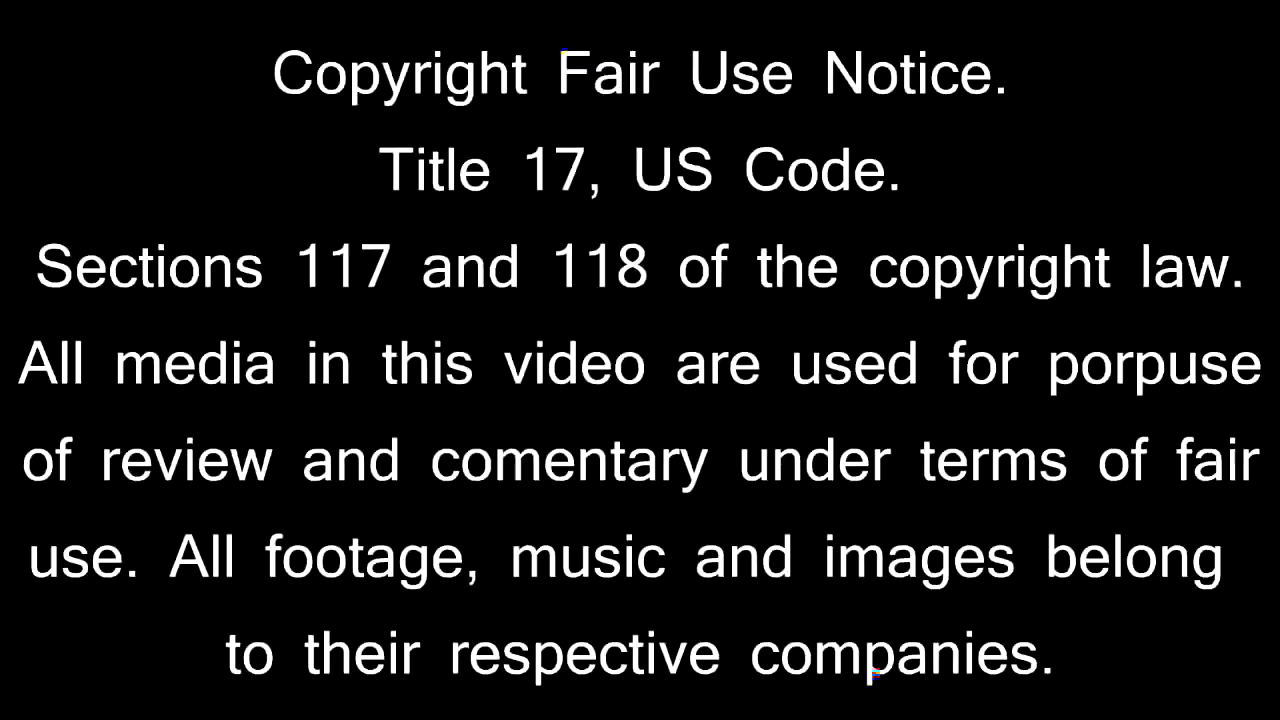 Copyright Fair Use Notice.
Title 17, US Code.
Sections 117 and 118 of the copyright law.
All media in this video are used for porpuse
of review and comentary under terms of fair
use. All footage, music and images belong
to their respective companies.